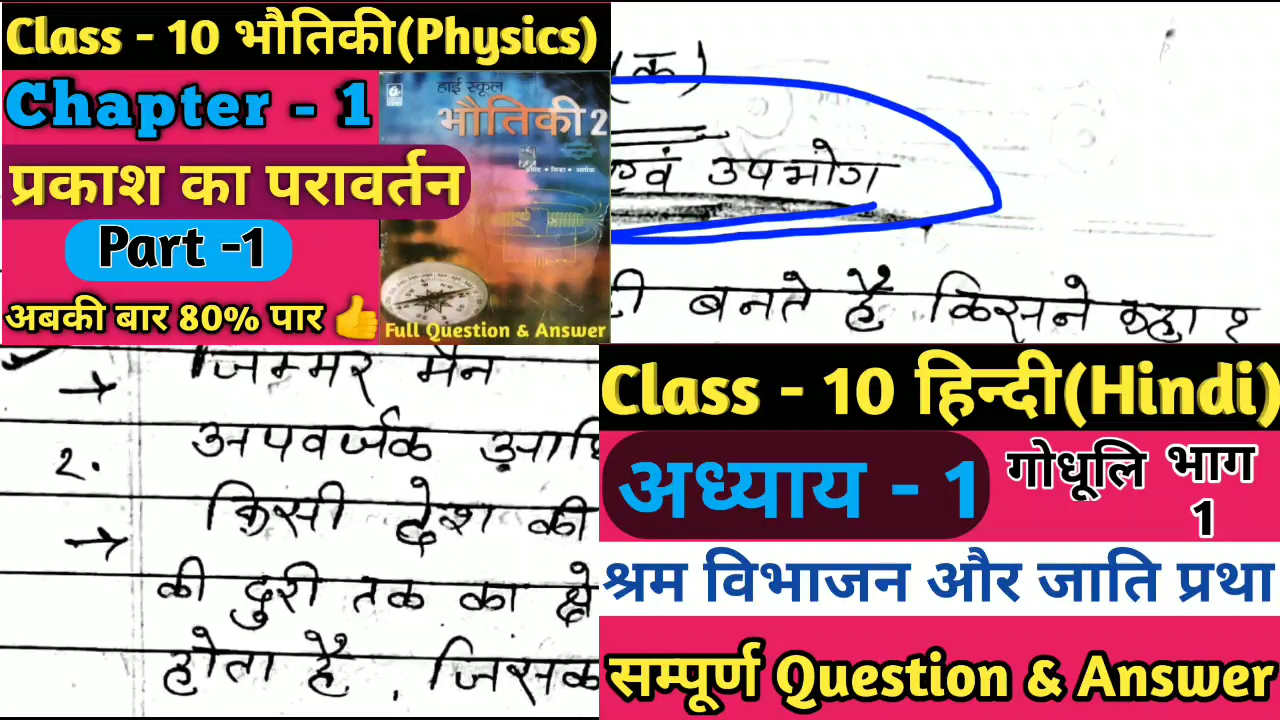 Class - 10 भौतिकी(Physics)
Chapter - 1
प्रकाश का परावर्तन
Part -1
अबकी बार 80% पार
हाई स्कूल
भौतिकी 2
Full Question & Answer
(क)
एवं उपभोग
बनते है किसने कहा ?
जिम्मर मैन
2. अपवर्जक
किसी देश की
की दुरी तक का
होता है , जिसक
Class - 10 हिन्दी(Hindi)
अध्याय - 1
गोधूलि भाग
1
श्रम विभाजन और जाति प्रथा
सम्पूर्ण Question & Answer